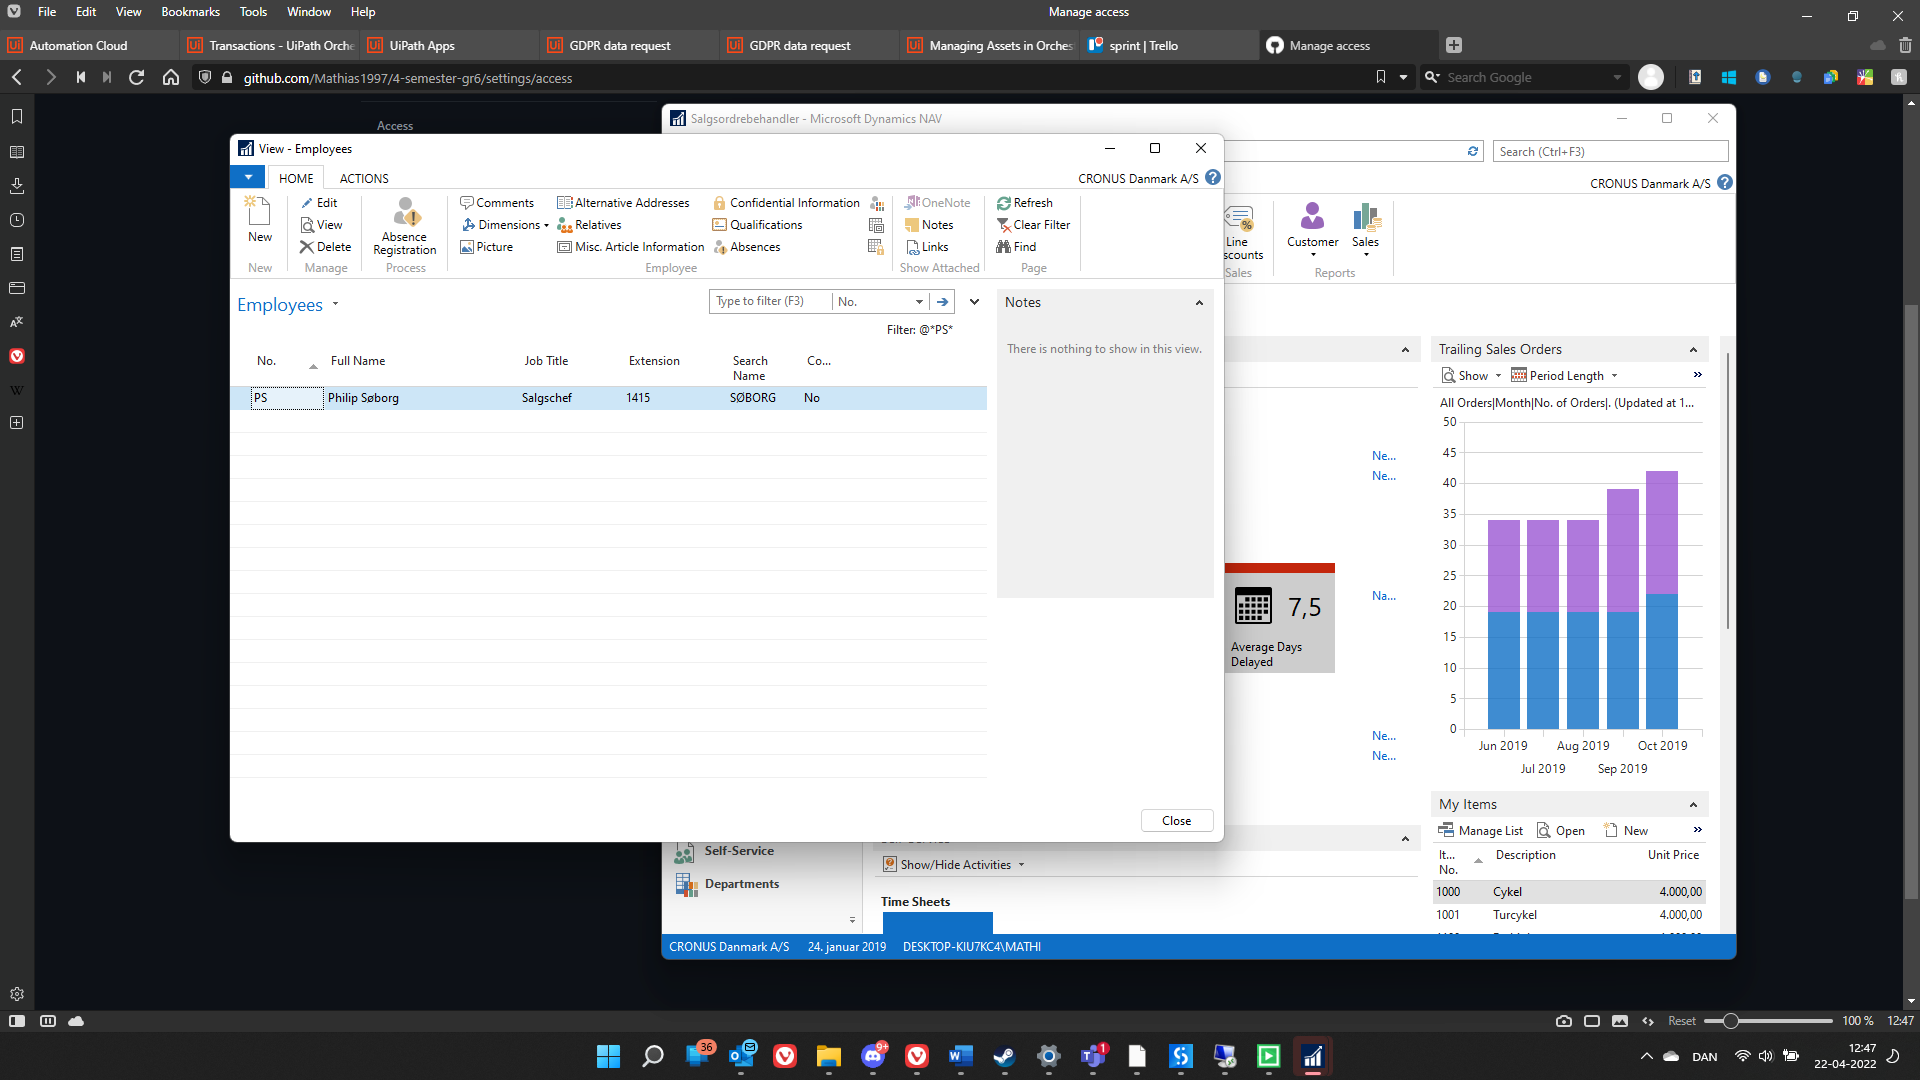 File Edit View Bookmarks Tools Window Help
Manage access
Automation Cloud
Transactions - UiPath Orche
UiPath Apps
GDPR data request
GDPR data request
Managing Assets in Orches
sprint | Trello
Manage access
github.com/Mathias1997/4-semester-gr6/settings/access
Search Google
Access
Salgsordrebehandler - Microsoft Dynamics NAV
Search (Ctrl+F3)
CRONUS Danmark A/S
View - Employees
HOME ACTIONS
CRONUS Danmark A/S
New
New
Edit
View
Delete
Manage
Absence
Registration
Process
Comments
Dimensions
Picture
Alternative Addresses
Relatives
Misc. Article Information
Confidential Information
Qualifications
Absences
Employee
OneNote
Notes
Links
Show Attached
Refresh
Clear Filter
Find
Page
Line
scounts
Sales
Customer
Sales
Reports
Employees
Type to filter (F3) No.
Filter: @*PS*
No. Full Name Job Title Extension Search Name Co...
PS Philip Søborg Salgschef 1415 SØBORG No
Notes
There is nothing to show in this view.
Close
Ne...
Ne...
Na...
7,5
Average Days
Delayed
Ne...
Ne...
Trailing Sales Orders
Show Period Length
All Orders|Month|No. of Orders|. (Updated at 1...
50
45
40
35
30
25
20
15
10
5
0
Jun 2019 Aug 2019 Oct 2019
Jul 2019 Sep 2019
My Items
Manage List Open New
It... No. Description Unit Price
1000 Cykel 4.000,00
1001 Turcykel 4.000,00
Self-Service
Departments
Show/Hide Activities
Time Sheets
CRONUS Danmark A/S 24. januar 2019 DESKTOP-KIU7KC4\MATHI
Reset 100 % 12:47
36
9+
1
DAN
12:47
22-04-2022